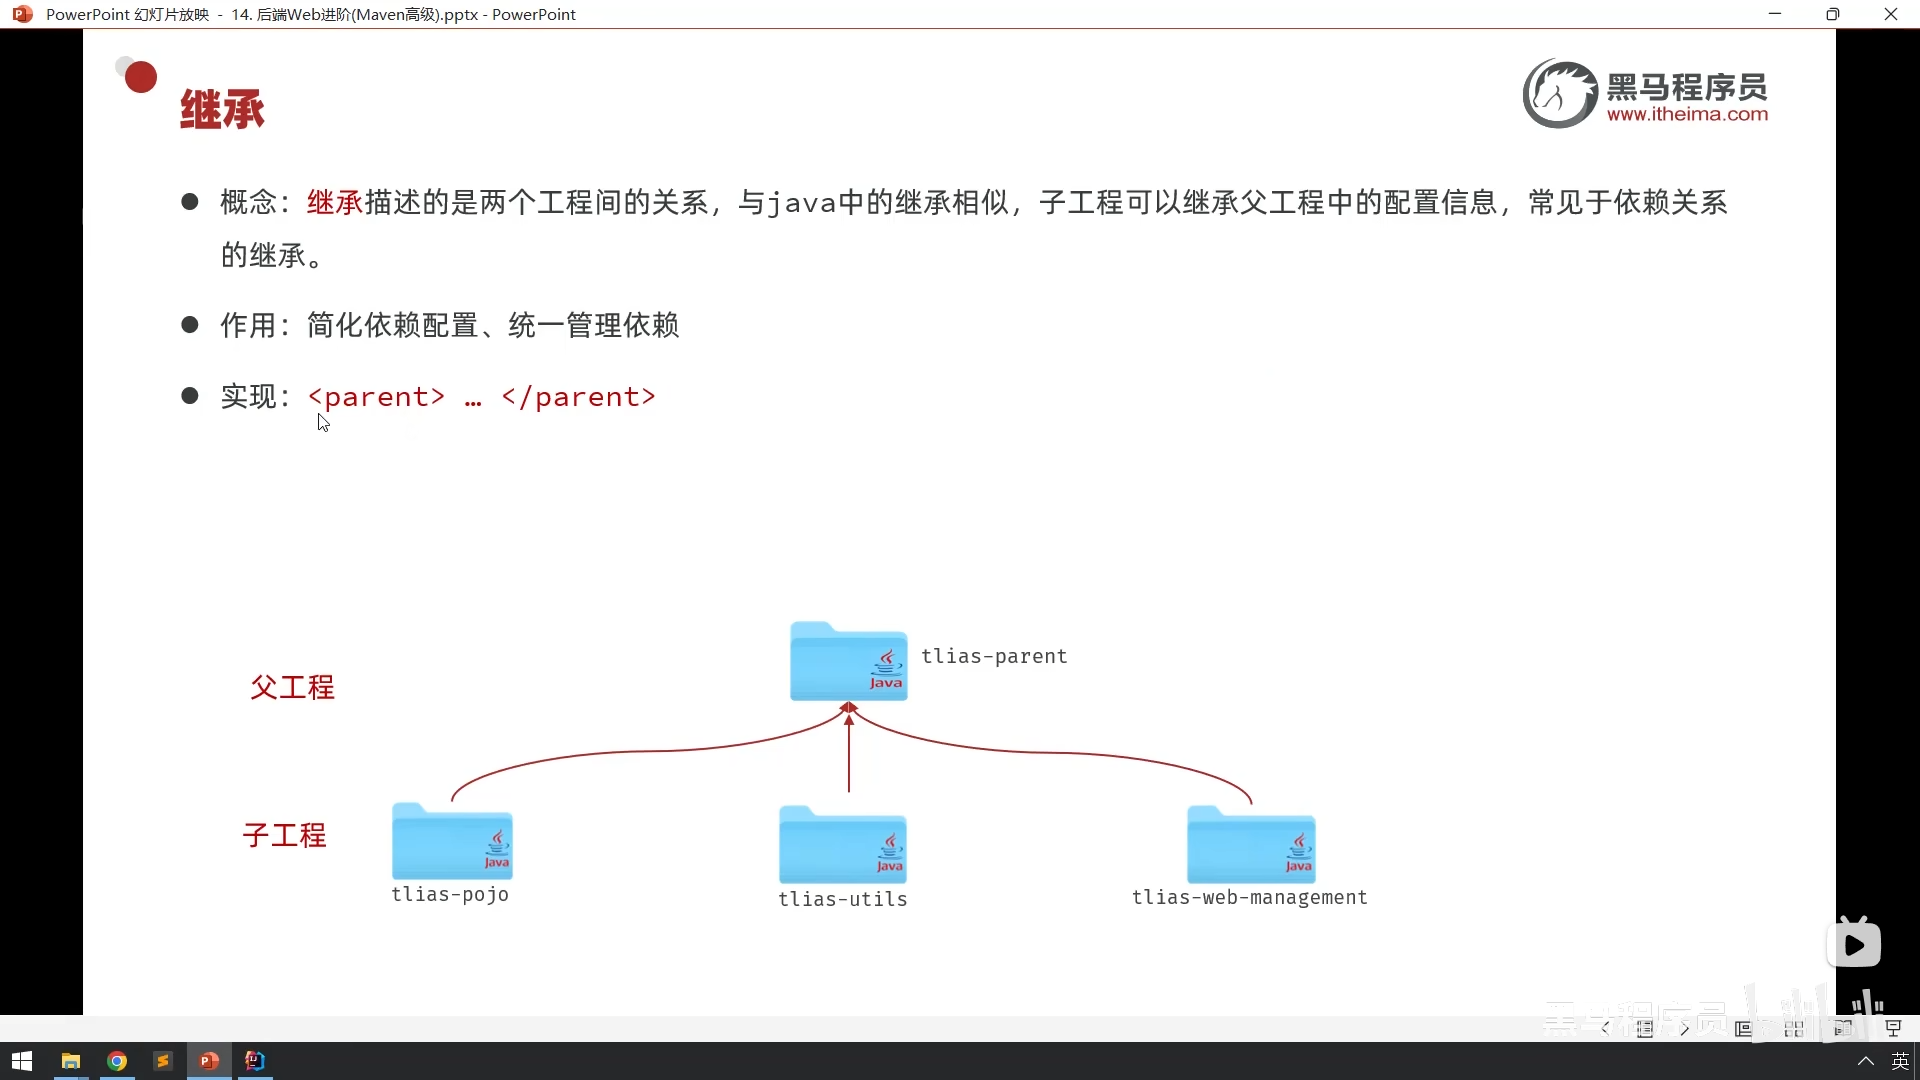 PowerPoint 幻灯片放映 - 14. 后端Web进阶(Maven高级).pptx - PowerPoint
继承
黑马程序员
www.itheima.com
概念：继承描述的是两个工程间的关系，与java中的继承相似，子工程可以继承父工程中的配置信息，常见于依赖关系
的继承。
作用：简化依赖配置、统一管理依赖
实现：<parent> … </parent>
tlias-parent
Java
父工程
子工程
Java
Java
Java
tlias-pojo
tlias-utils
tlias-web-management
黑马程序员 bilibili
英